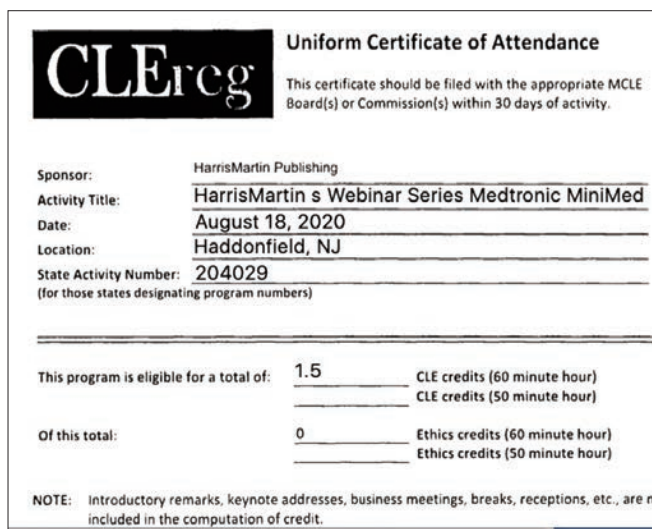 CLEreg
Uniform Certificate of Attendance
This certificate should be filed with the appropriate MCLE
Board(s) or Commission(s) within 30 days of activity.
Sponsor: HarrisMartin Publishing
Activity Title: HarrisMartin s Webinar Series Medtronic MiniMed
Date: August 18, 2020
Location: Haddonfield, NJ
State Activity Number: 204029
(for those states designating program numbers)
This program is eligible for a total of: 1.5 CLE credits (60 minute hour)
CLE credits (50 minute hour)
Of this total: 0 Ethics credits (60 minute hour)
Ethics credits (50 minute hour)
NOTE: Introductory remarks, keynote addresses, business meetings, breaks, receptions, etc., are
included in the computation of credit.